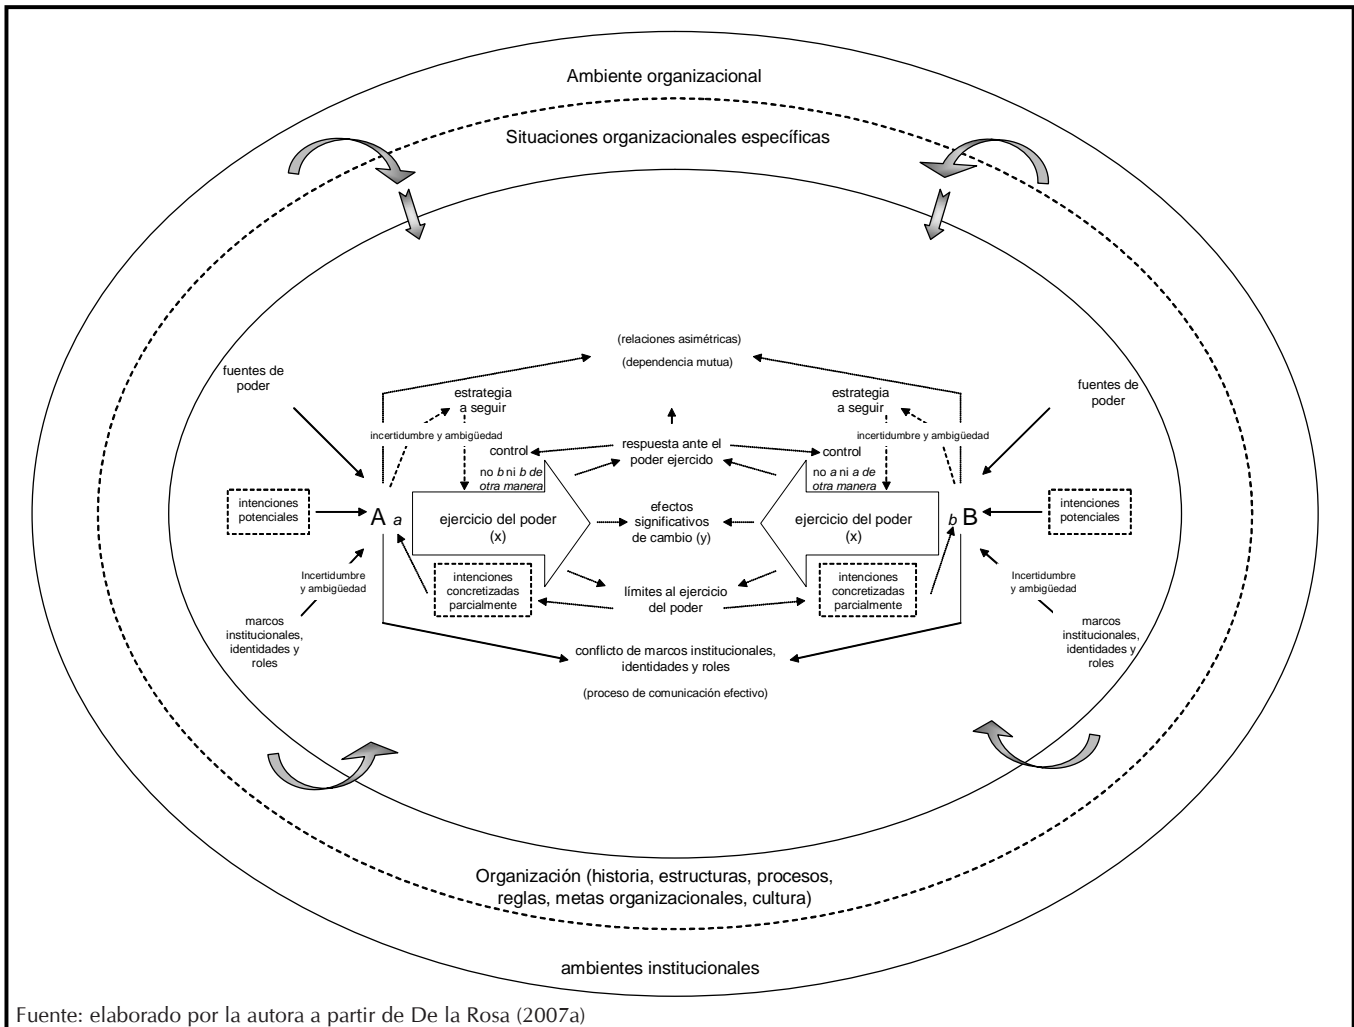 Ambiente organizacional
Situaciones organizacionales específicas
(relaciones asimétricas)
(dependencia mutua)
fuentes de
poder
estrategia
a seguir
incertidumbre y ambigüedad
control
no b ni b de
otra manera
respuesta ante el
poder ejercido
estrategia
a seguir
incertidumbre y ambigüedad
control
no a ni a de
otra manera
fuentes de
poder
intenciones
potenciales
A a
ejercicio del poder
(x)
efectos
significativos
de cambio (y)
ejercicio del poder
(x)
b B
intenciones
potenciales
Incertidumbre
y ambigüedad
intenciones
concretizadas
parcialmente
límites al ejercicio
del poder
intenciones
concretizadas
parcialmente
Incertidumbre
y ambigüedad
marcos
institucionales,
identidades y
roles
conflicto de marcos institucionales,
identidades y roles
(proceso de comunicación efectivo)
marcos
institucionales,
identidades y
roles
Organización (historia, estructuras, procesos,
reglas, metas organizacionales, cultura)
ambientes institucionales
Fuente: elaborado por la autora a partir de De la Rosa (2007a)